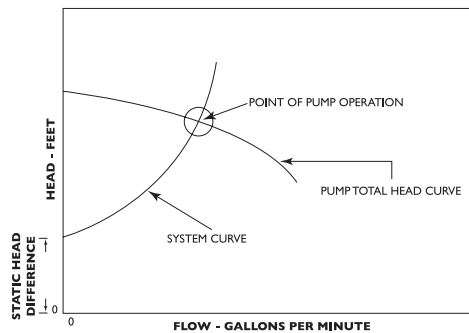 POINT OF PUMP OPERATION
HEAD - FEET
PUMP TOTAL HEAD CURVE
SYSTEM CURVE
STATIC HEAD
DIFFERENCE
0
0
FLOW - GALLONS PER MINUTE